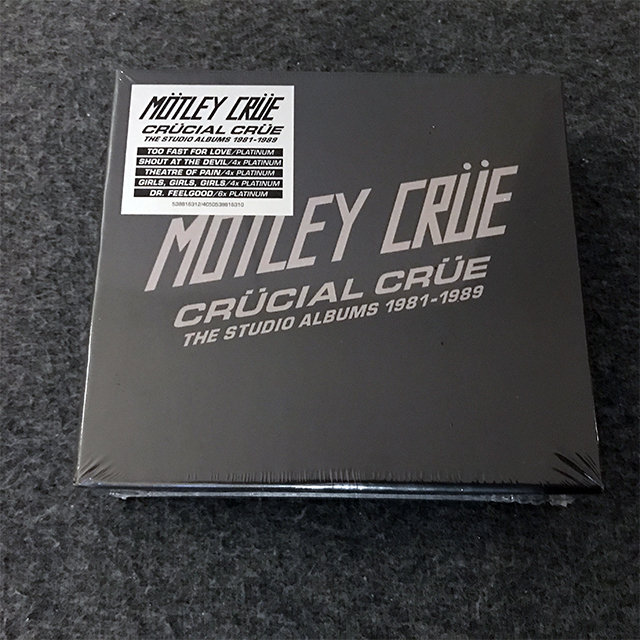 MÖTLEY CRÜE
CRÜCIAL CRÜE
THE STUDIO ALBUMS 1981-1989
TOO FAST FOR LOVE/PLATINUM
SHOUT AT THE DEVIL/4x PLATINUM
THEATRE OF PAIN/4x PLATINUM
GIRLS, GIRLS, GIRLS/4x PLATINUM
DR. FEELGOOD/6x PLATINUM
538816312/4050538816310
MÖTLEY CRÜE
CRÜCIAL CRÜE
THE STUDIO ALBUMS 1981-1989